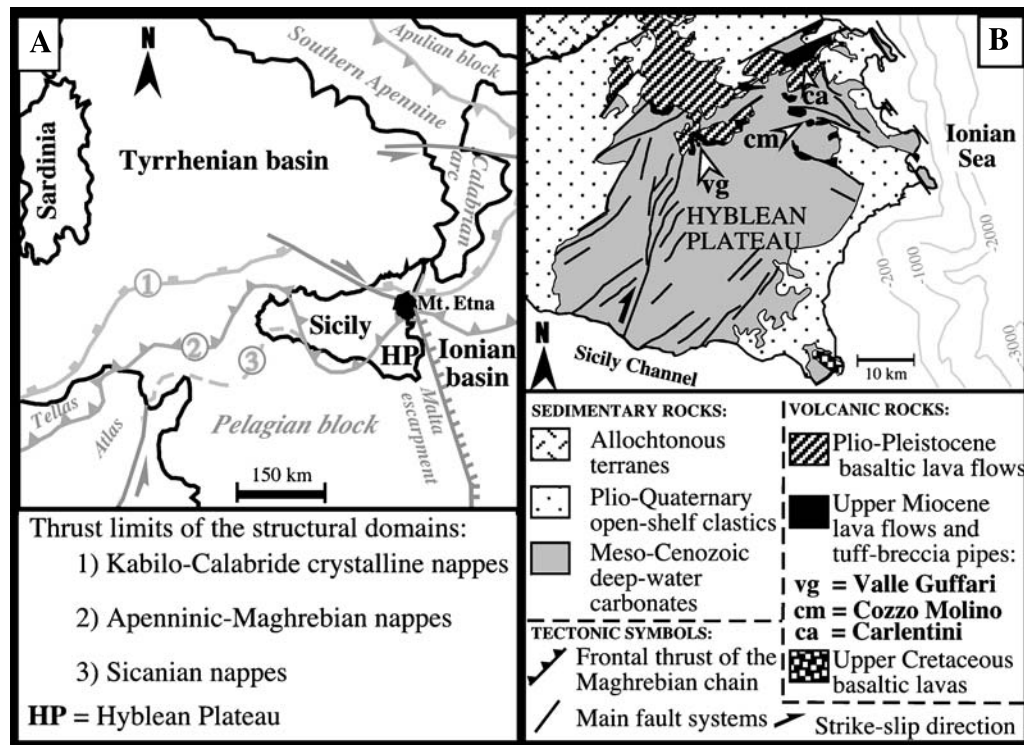 A
N
Sardinia
Tyrrhenian basin
Southern Apennine
Apulian block
Calabrian
arc
1
2
3
Sicily
Mt. Etna
HP
Ionian
basin
Tellas
Atlas
Pelagian block
Malta
escarpment
150 km
Thrust limits of the structural domains:
1) Kabilo-Calabride crystalline nappes
2) Apenninic-Maghrebian nappes
3) Sicanian nappes
HP = Hyblean Plateau
B
ca
cm
vg
Ionian
Sea
HYBLEAN
PLATEAU
-200
-1000
-2000
-3000
N
Sicily Channel
10 km
SEDIMENTARY ROCKS:
Allochtonous
terranes
Plio-Quaternary
open-shelf clastics
Meso-Cenozoic
deep-water
carbonates
TECTONIC SYMBOLS:
Frontal thrust of the
Maghrebian chain
Main fault systems
VOLCANIC ROCKS:
Plio-Pleistocene
basaltic lava flows
Upper Miocene
lava flows and
tuff-breccia pipes:
vg = Valle Guffari
cm = Cozzo Molino
ca = Carlentini
Upper Cretaceous
basaltic lavas
Strike-slip direction